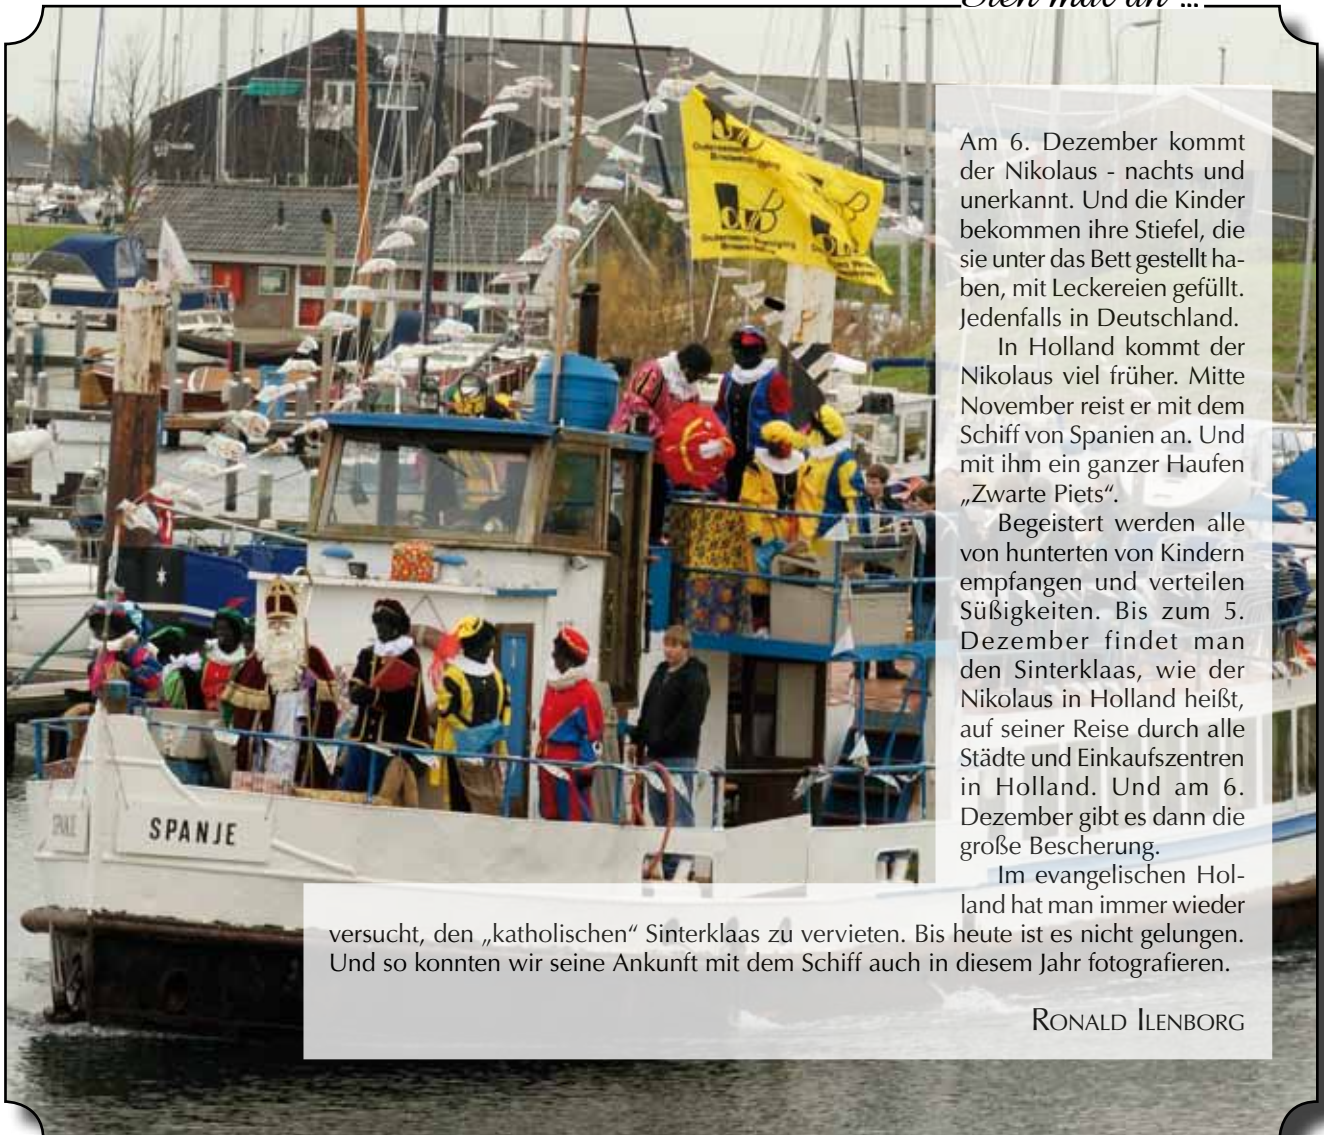 Sieh mal an ...
Am 6. Dezember kommt
der Nikolaus - nachts und
unerkannt. Und die Kinder
bekommen ihre Stiefel, die
sie unter das Bett gestellt ha-
ben, mit Leckereien gefüllt.
Jedenfalls in Deutschland.
In Holland kommt der
Nikolaus viel früher. Mitte
November reist er mit dem
Schiff von Spanien an. Und
mit ihm ein ganzer Haufen
„Zwarte Piets“.
Begeistert werden alle
von hunterten von Kindern
empfangen und verteilen
Süßigkeiten. Bis zum 5.
Dezember findet man
den Sinterklaas, wie der
Nikolaus in Holland heißt,
auf seiner Reise durch alle
Städte und Einkaufszentren
in Holland. Und am 6.
Dezember gibt es dann die
große Bescherung.
Im evangelischen Hol-
land hat man immer wieder
versucht, den „katholischen“ Sinterklaas zu vervieten. Bis heute ist es nicht gelungen.
Und so konnten wir seine Ankunft mit dem Schiff auch in diesem Jahr fotografieren.
RONALD ILENBORG
SPANJE